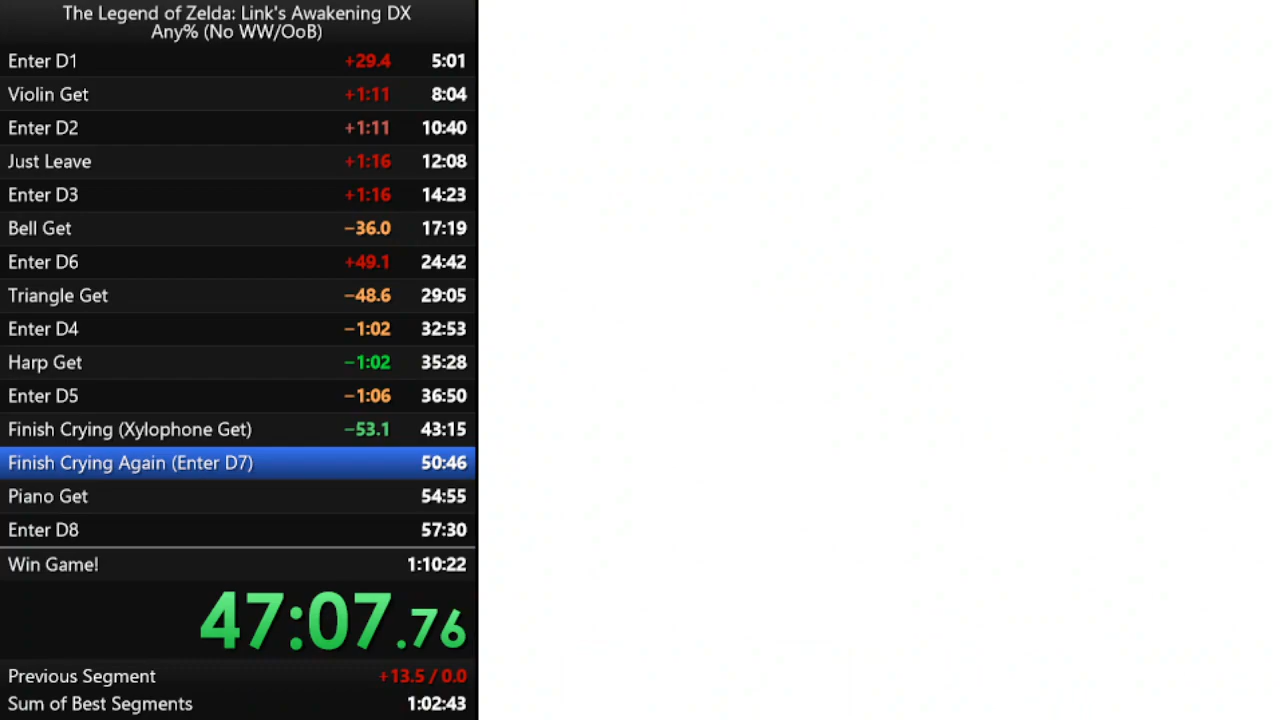 The Legend of Zelda: Link's Awakening DX
Any% (No WW/OoB)
Enter D1 +29.4 5:01
Violin Get +1:11 8:04
Enter D2 +1:11 10:40
Just Leave +1:16 12:08
Enter D3 +1:16 14:23
Bell Get −36.0 17:19
Enter D6 +49.1 24:42
Triangle Get −48.6 29:05
Enter D4 −1:02 32:53
Harp Get −1:02 35:28
Enter D5 −1:06 36:50
Finish Crying (Xylophone Get) −53.1 43:15
Finish Crying Again (Enter D7) 50:46
Piano Get 54:55
Enter D8 57:30
Win Game! 1:10:22
47:07.76
Previous Segment +13.5 / 0.0
Sum of Best Segments 1:02:43